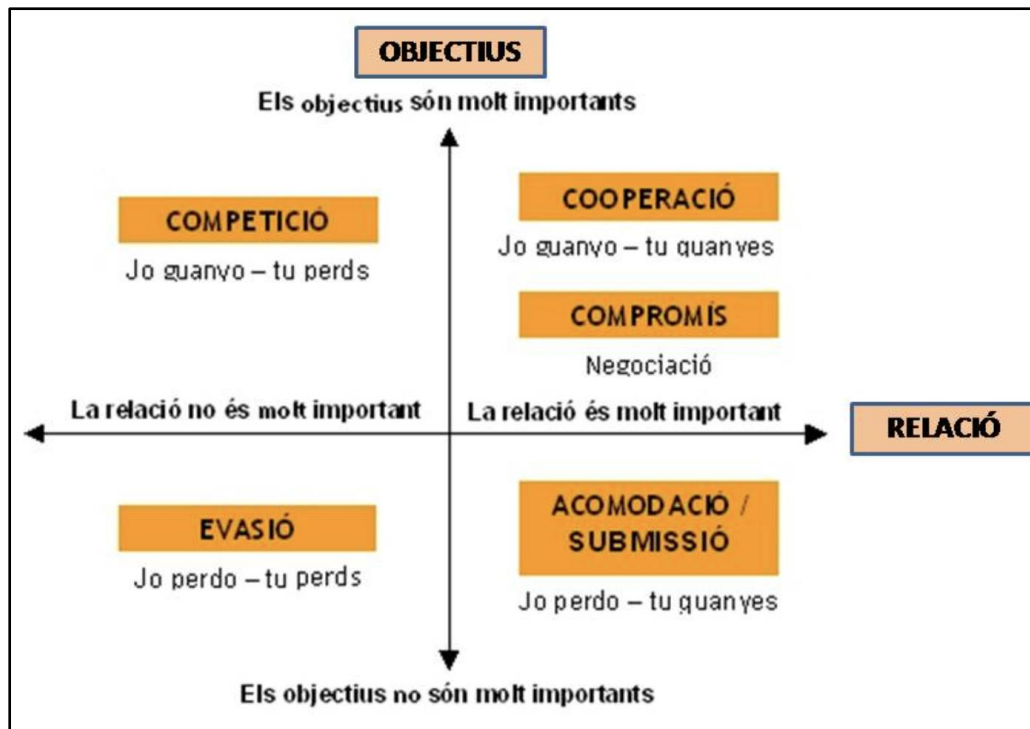 OBJECTIUS
Els objectius són molt importants
COMPETICIÓ
Jo guanyo – tu perds
COOPERACIÓ
Jo guanyo – tu guanyes
COMPROMÍS
Negociació
La relació no és molt important
La relació és molt important
RELACIÓ
EVASIÓ
Jo perdo – tu perds
ACOMODACIÓ /
SUBMISSIÓ
Jo perdo – tu guanyes
Els objectius no són molt importants